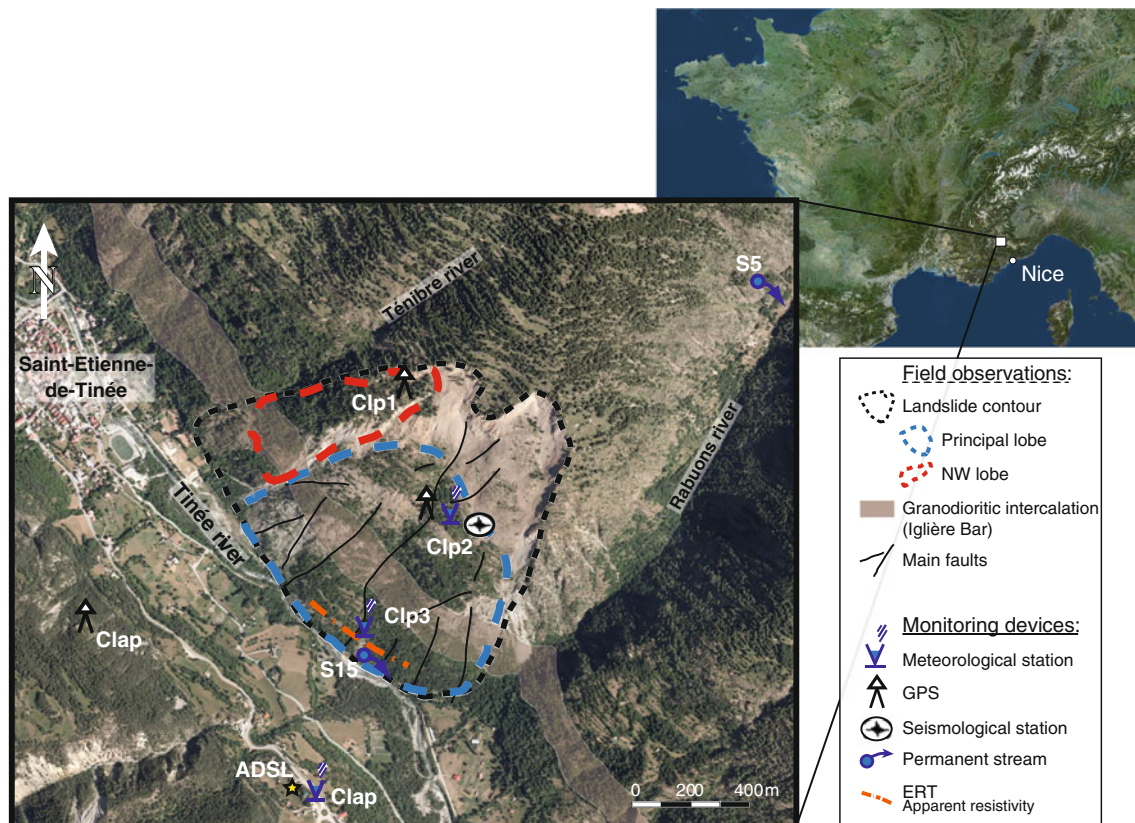 Nice
S5
Ténibre river
N
Saint-Etienne-
de-Tinée
Clp1
Rabuons river
Tinée river
Clp2
Clp3
Clap
S15
ADSL
Clap
0 200 400 m
Field observations:
Landslide contour
Principal lobe
NW lobe
Granodioritic intercalation
(Iglière Bar)
Main faults
Monitoring devices:
Meteorological station
GPS
Seismological station
Permanent stream
ERT
Apparent resistivity